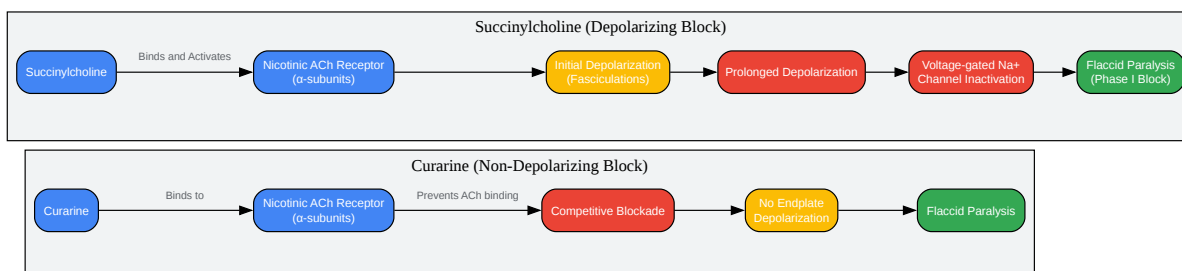 Succinylcholine (Depolarizing Block)
Succinylcholine
Binds and Activates
Nicotinic ACh Receptor
(α-subunits)
Initial Depolarization
(Fasciculations)
Prolonged Depolarization
Voltage-gated Na+
Channel Inactivation
Flaccid Paralysis
(Phase I Block)
Curarine (Non-Depolarizing Block)
Curarine
Binds to
Nicotinic ACh Receptor
(α-subunits)
Prevents ACh binding
Competitive Blockade
No Endplate
Depolarization
Flaccid Paralysis